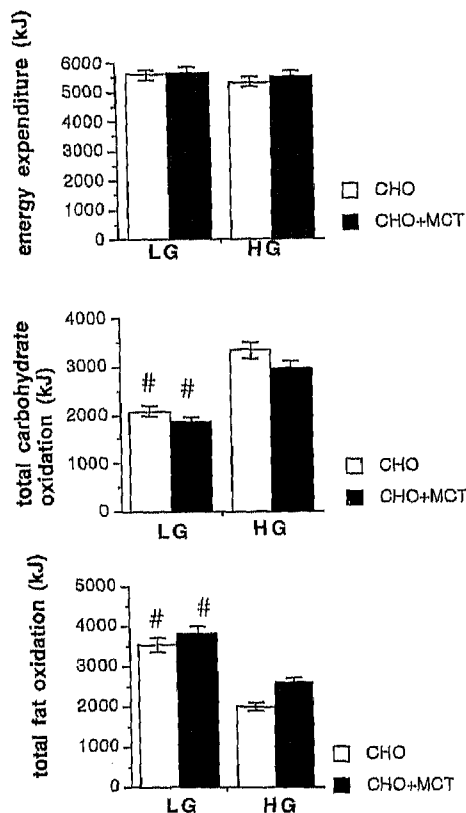 energy expenditure (kJ)
6000
5000
4000
3000
2000
1000
0
LG HG
CHO
CHO+MCT
total carbohydrate
oxidation (kJ)
4000
3000
2000
1000
0
# #
LG HG
CHO
CHO+MCT
total fat oxidation (kJ)
5000
4000
3000
2000
1000
0
# #
LG HG
CHO
CHO+MCT